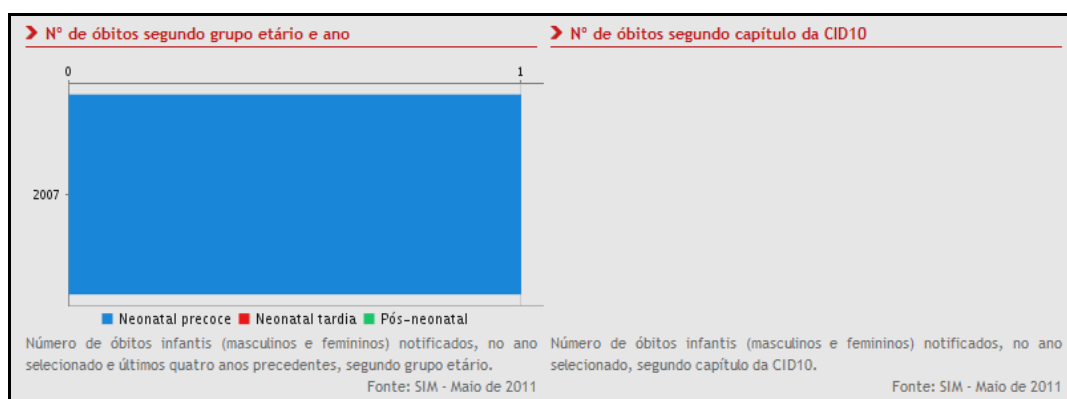 Nº de óbitos segundo grupo etário e ano
0 1
2007
Neonatal precoce Neonatal tardia Pós-neonatal
Número de óbitos infantis (masculinos e femininos) notificados, no ano
selecionado e últimos quatro anos precedentes, segundo grupo etário.
Fonte: SIM - Maio de 2011
Nº de óbitos segundo capítulo da CID10
Número de óbitos infantis (masculinos e femininos) notificados, no ano
selecionado, segundo capítulo da CID10.
Fonte: SIM - Maio de 2011